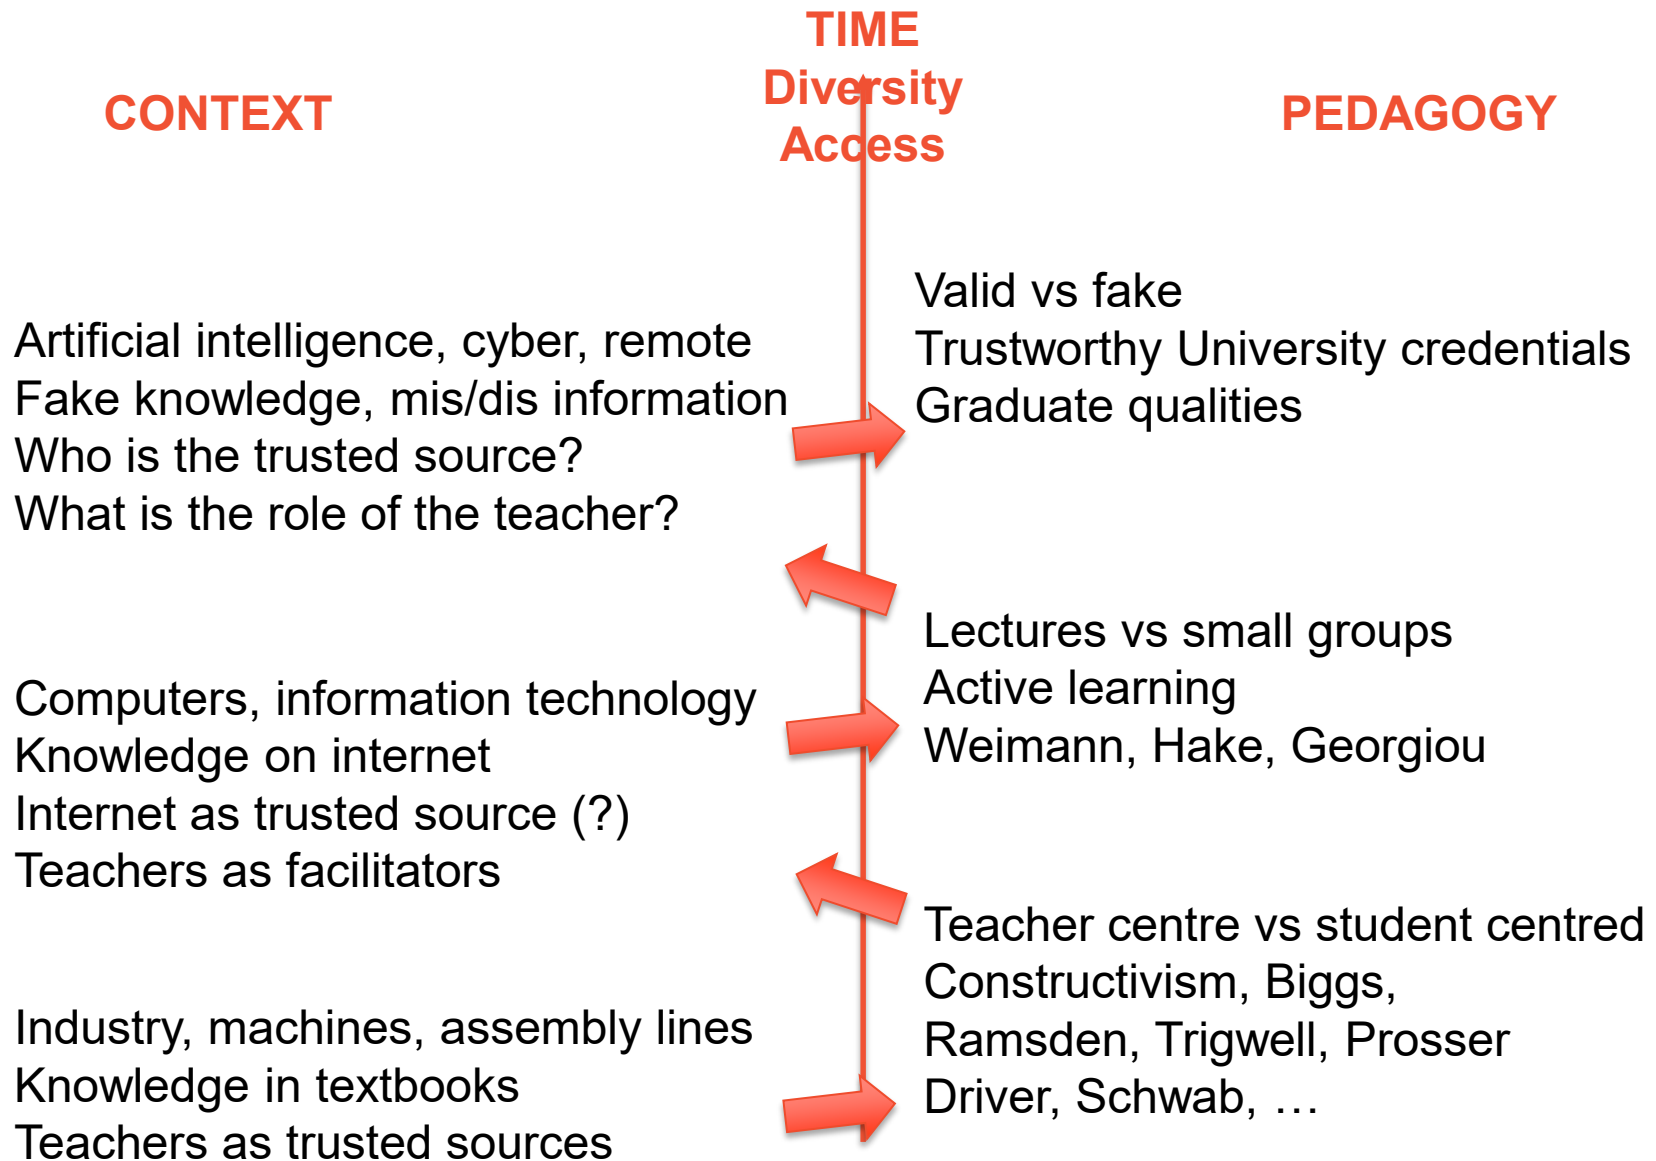 TIME
Diversity
Access
CONTEXT
PEDAGOGY
Artificial intelligence, cyber, remote
Fake knowledge, mis/dis information
Who is the trusted source?
What is the role of the teacher?
Valid vs fake
Trustworthy University credentials
Graduate qualities
Computers, information technology
Knowledge on internet
Internet as trusted source (?)
Teachers as facilitators
Lectures vs small groups
Active learning
Weimann, Hake, Georgiou
Industry, machines, assembly lines
Knowledge in textbooks
Teachers as trusted sources
Teacher centre vs student centred
Constructivism, Biggs,
Ramsden, Trigwell, Prosser
Driver, Schwab, …